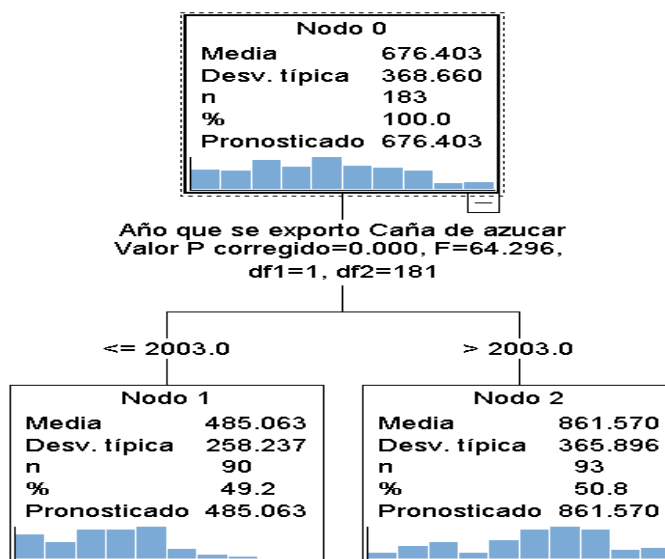 Nodo 0
Media 676.403
Desv. típica 368.660
n 183
% 100.0
Pronosticado 676.403
Año que se exporto Caña de azucar
Valor P corregido=0.000, F=64.296,
df1=1, df2=181
<= 2003.0
> 2003.0
Nodo 1
Media 485.063
Desv. típica 258.237
n 90
% 49.2
Pronosticado 485.063
Nodo 2
Media 861.570
Desv. típica 365.896
n 93
% 50.8
Pronosticado 861.570